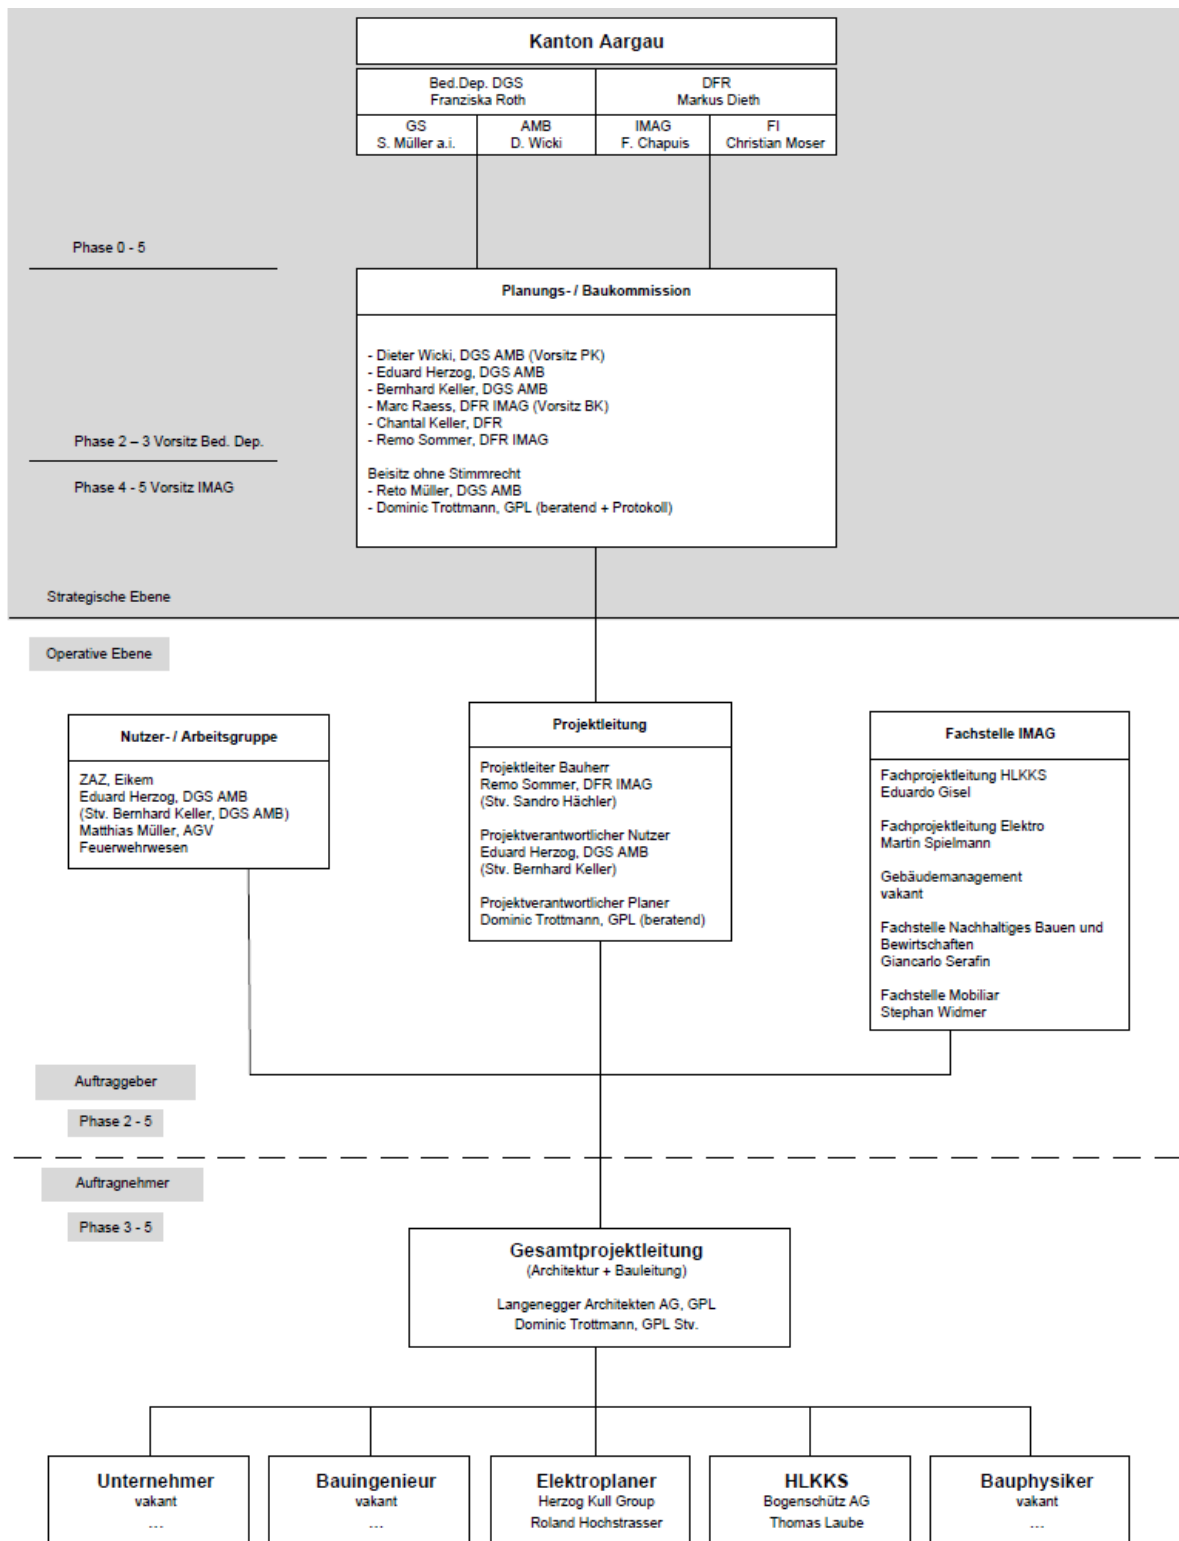 Kanton Aargau
Bed.Dep. DGS
Franziska Roth
DFR
Markus Dieth
GS
S. Müller a.i.
AMB
D. Wicki
IMAG
F. Chapuis
FI
Christian Moser
Phase 0 - 5
Planungs- / Baukommission
- Dieter Wicki, DGS AMB (Vorsitz PK)
- Eduard Herzog, DGS AMB
- Bernhard Keller, DGS AMB
- Marc Raess, DFR IMAG (Vorsitz BK)
- Chantal Keller, DFR
- Remo Sommer, DFR IMAG
Beisitz ohne Stimmrecht
- Reto Müller, DGS AMB
- Dominic Trottmann, GPL (beratend + Protokoll)
Phase 2 – 3 Vorsitz Bed. Dep.
Phase 4 - 5 Vorsitz IMAG
Strategische Ebene
Operative Ebene
Nutzer- / Arbeitsgruppe
ZAZ, Eikem
Eduard Herzog, DGS AMB
(Stv. Bernhard Keller, DGS AMB)
Matthias Müller, AGV
Feuerwehrwesen
Projektleitung
Projektleiter Bauherr
Remo Sommer, DFR IMAG
(Stv. Sandro Hächler)
Projektverantwortlicher Nutzer
Eduard Herzog, DGS AMB
(Stv. Bernhard Keller)
Projektverantwortlicher Planer
Dominic Trottmann, GPL (beratend)
Fachstelle IMAG
Fachprojektleitung HLKKS
Eduardo Gisel
Fachprojektleitung Elektro
Martin Spielmann
Gebäudemanagement
vakant
Fachstelle Nachhaltiges Bauen und
Bewirtschaften
Giancarlo Serafin
Fachstelle Mobiliar
Stephan Widmer
Auftraggeber
Phase 2 - 5
Auftragnehmer
Phase 3 - 5
Gesamtprojektleitung
(Architektur + Bauleitung)
Langenegger Architekten AG, GPL
Dominic Trottmann, GPL Stv.
Unternehmer
vakant
...
Bauingenieur
vakant
...
Elektroplaner
Herzog Kull Group
Roland Hochstrasser
HLKKS
Bogenschütz AG
Thomas Laube
Bauphysiker
vakant
...